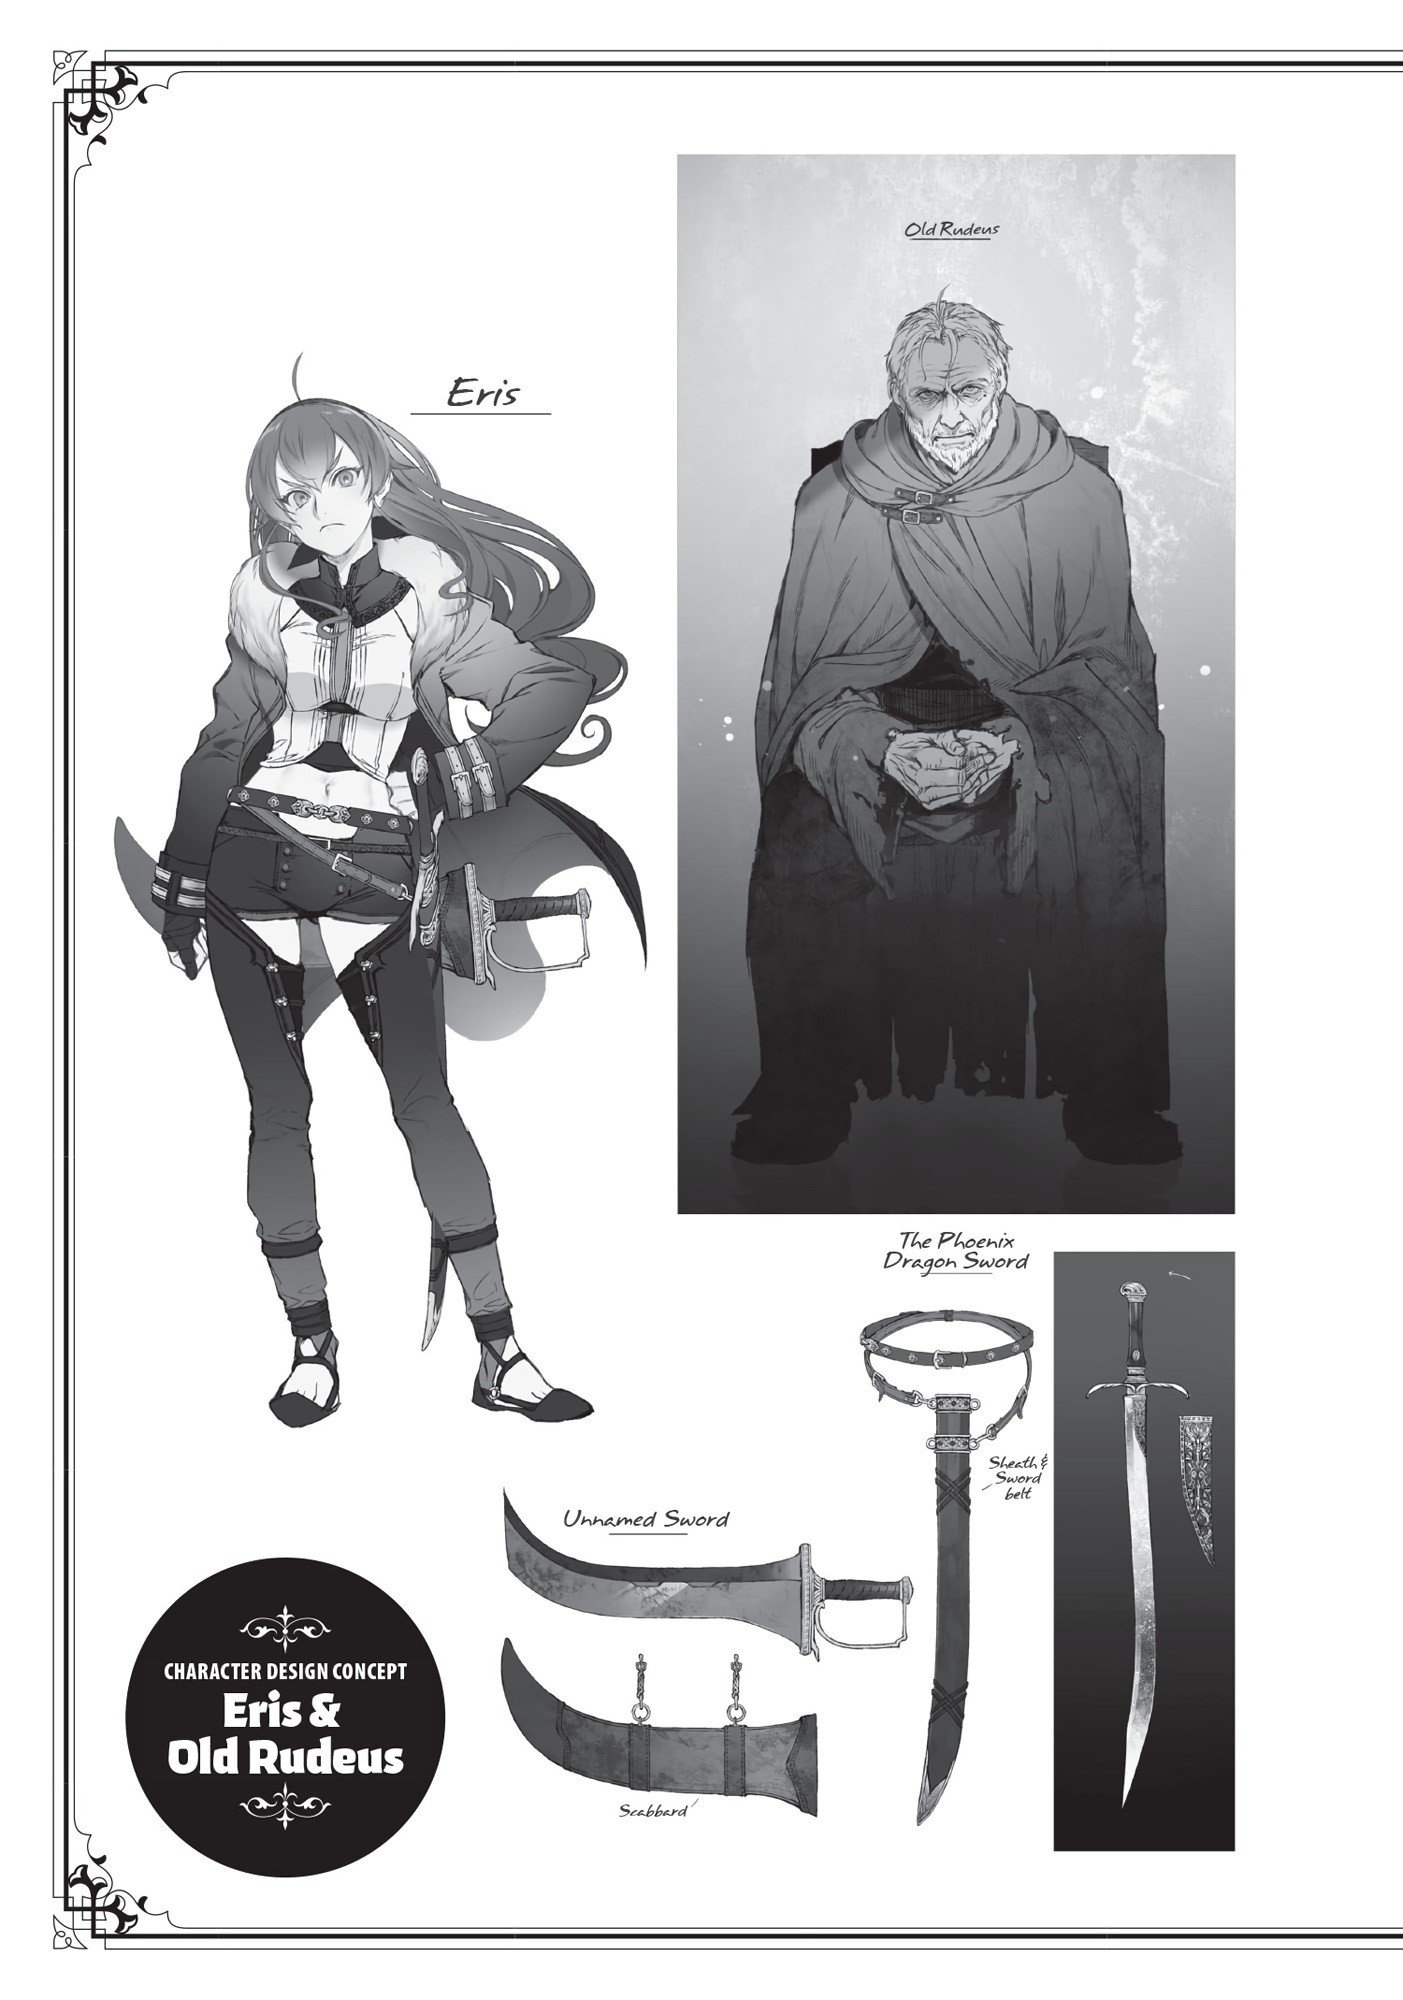 Old Rudeus
Eris
The Phoenix
Dragon Sword
Sheath &
Sword
belt
Unnamed Sword
Scabbard
CHARACTER DESIGN CONCEPT
Eris &
Old Rudeus